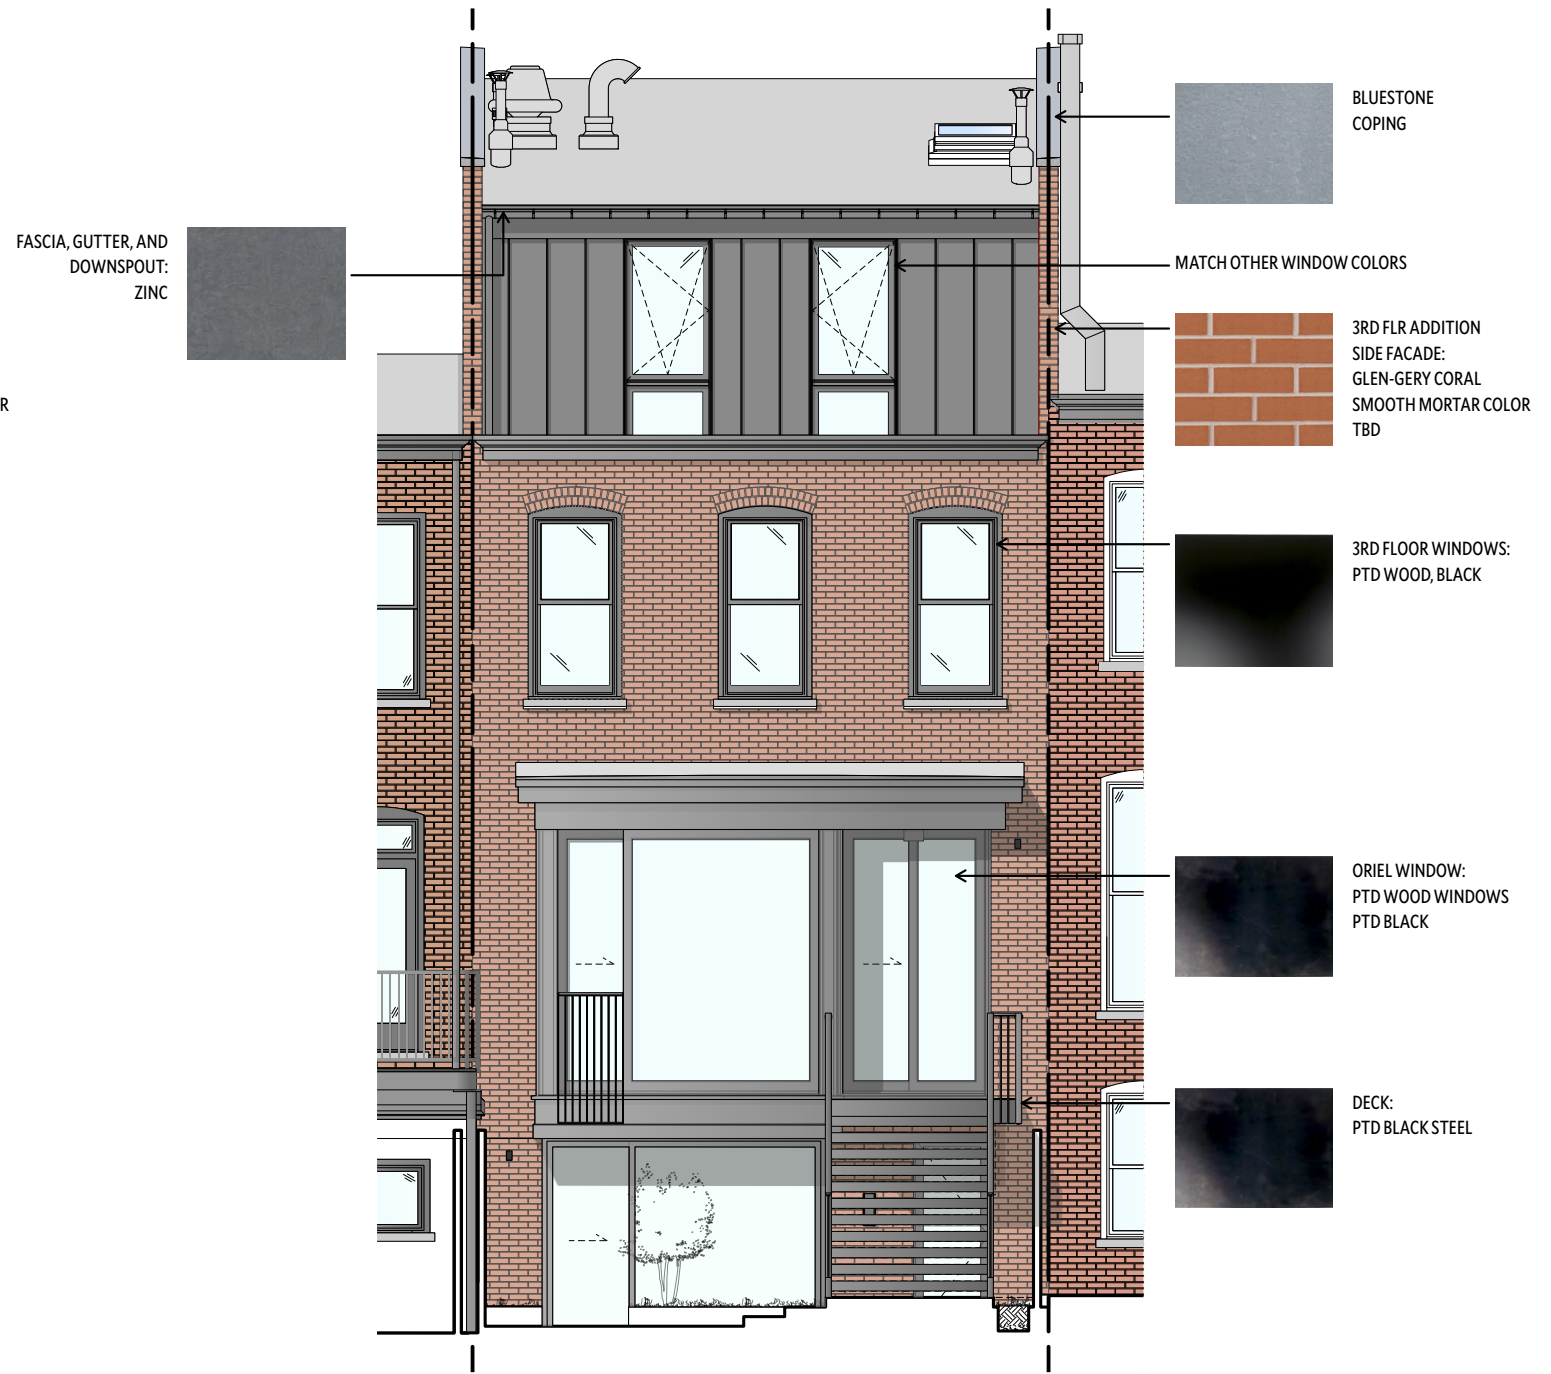 BLUESTONE
COPING
FASCIA, GUTTER, AND
DOWNSPOUT:
ZINC
MATCH OTHER WINDOW COLORS
3RD FLR ADDITION
SIDE FACADE:
GLEN-GERY CORAL
SMOOTH MORTAR COLOR
TBD
R
3RD FLOOR WINDOWS:
PTD WOOD, BLACK
ORIEL WINDOW:
PTD WOOD WINDOWS
PTD BLACK
DECK:
PTD BLACK STEEL